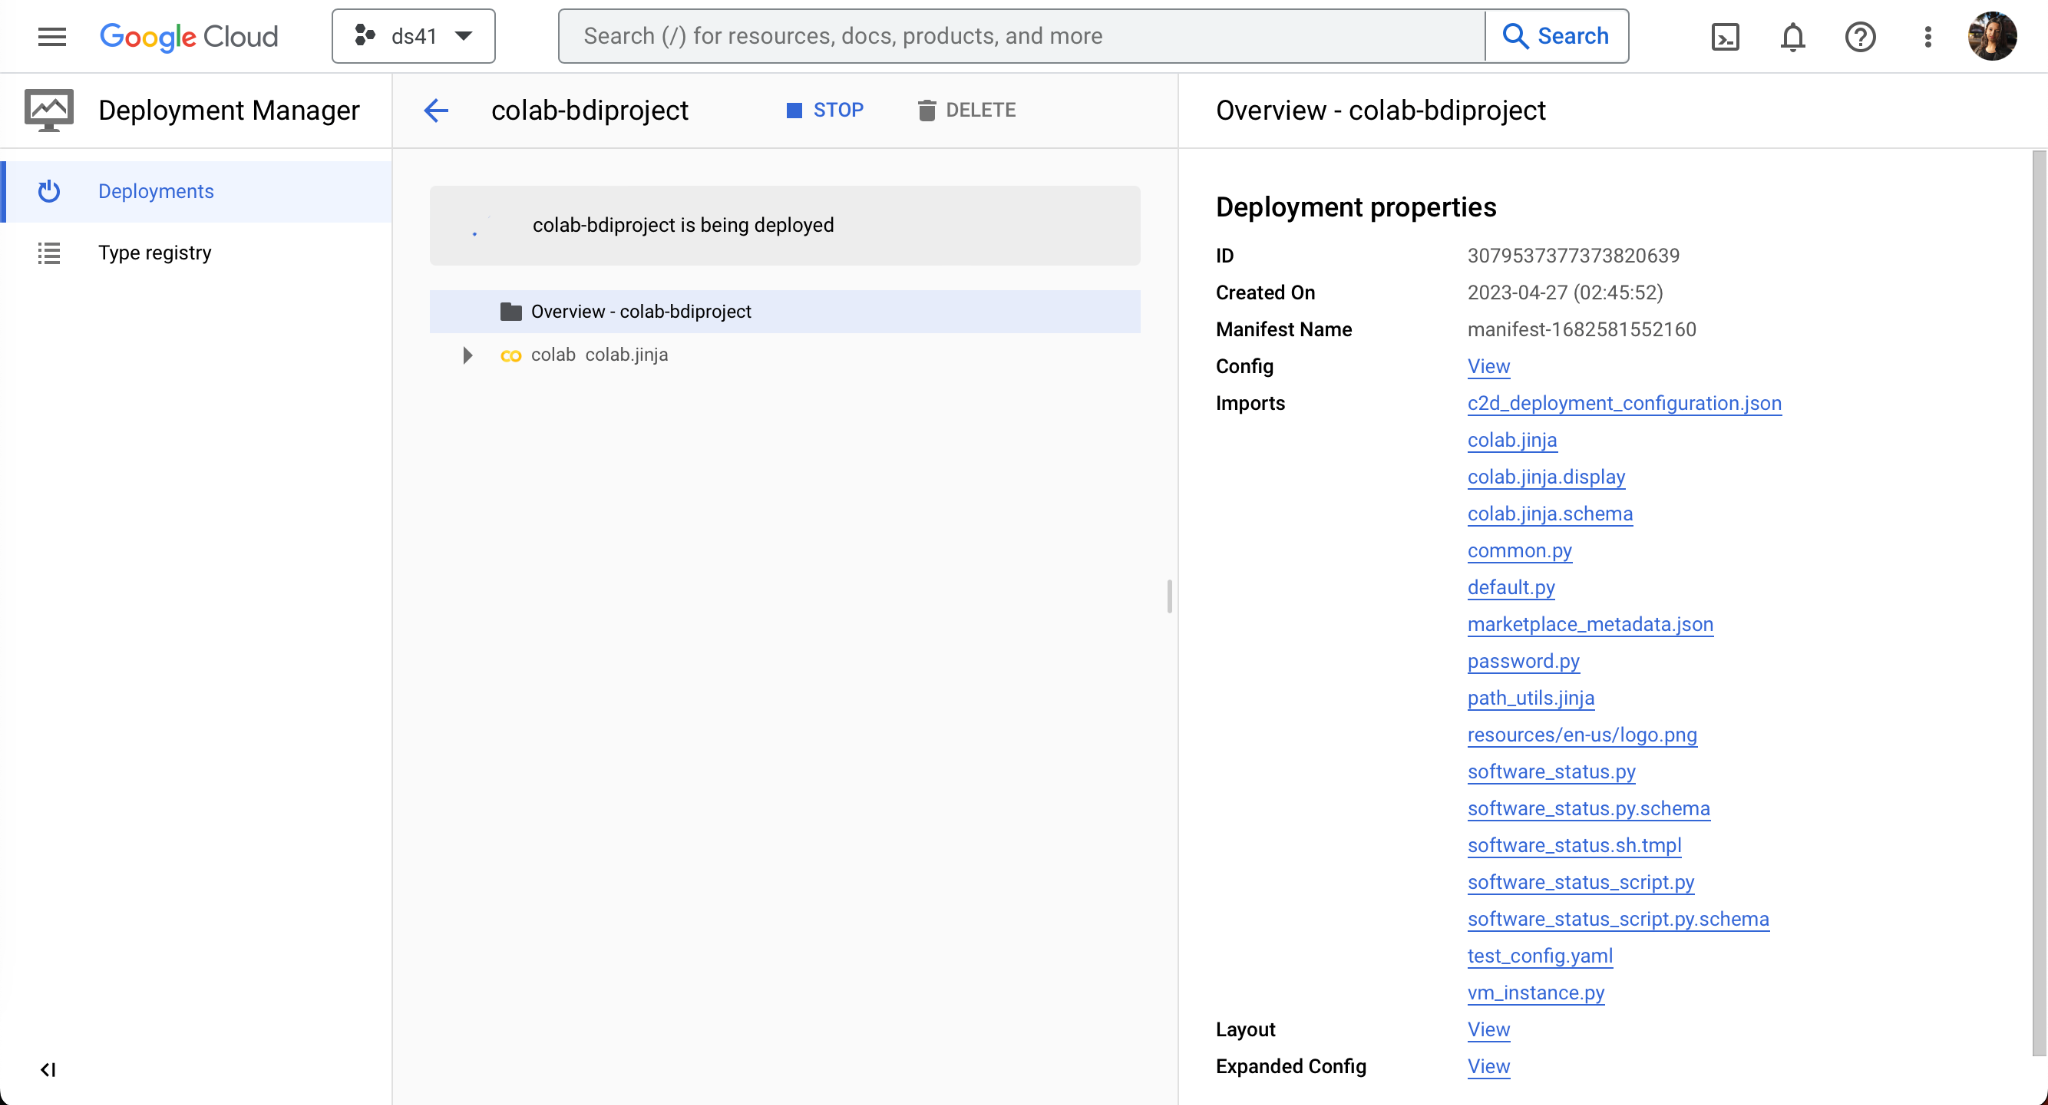 Google Cloud
ds41
Search (/) for resources, docs, products, and more
Search
Deployment Manager
colab-bdiproject
STOP
DELETE
Overview - colab-bdiproject
Deployments
Type registry
colab-bdiproject is being deployed
Overview - colab-bdiproject
colab colab.jinja
Deployment properties
ID 3079537377373820639
Created On 2023-04-27 (02:45:52)
Manifest Name manifest-1682581552160
Config View
Imports c2d_deployment_configuration.json
colab.jinja
colab.jinja.display
colab.jinja.schema
common.py
default.py
marketplace_metadata.json
password.py
path_utils.jinja
resources/en-us/logo.png
software_status.py
software_status.py.schema
software_status.sh.tmpl
software_status_script.py
software_status_script.py.schema
test_config.yaml
vm_instance.py
Layout View
Expanded Config View